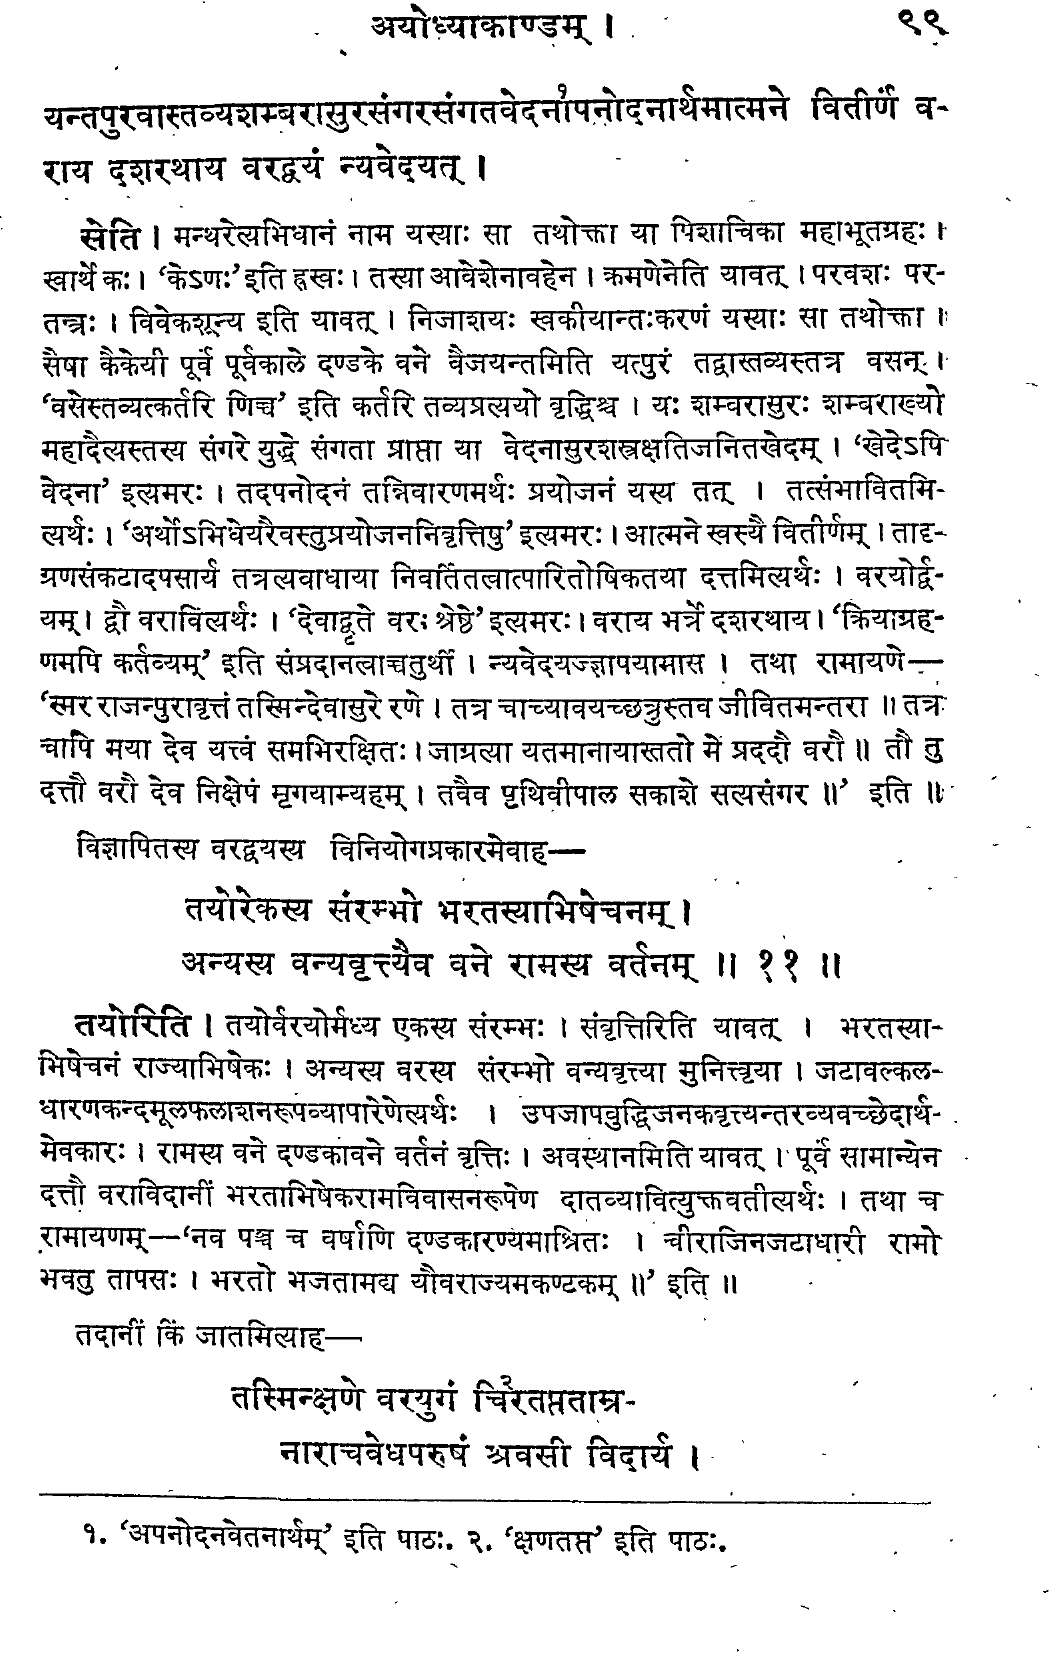 अयोध्याकाण्डम् । ९९
यन्तपुरवास्तव्यशम्बरासुरसंगरसंगतवेदना१पनोदनार्थमात्मने वितीर्णं व-
राय दशरथाय वरद्वयं न्यवेदयत् ।
सेति । मन्थरेत्यभिधानं नाम यस्याः सा तथोक्ता या पिशाचिका महाभूतग्रहः ।
स्वार्थे कः । ‘केऽणः’ इति ह्रस्वः । तस्या आवेशेनावहेन । क्रमणेनेति यावत् । परवशः पर-
तन्त्रः । विवेकशून्य इति यावत् । निजाशयः स्वकीयान्तःकरणं यस्याः सा तथोक्ता ।
सैषा कैकेयी पूर्वं पूर्वकाले दण्डके वने वैजयन्तमिति यत्पुरं तद्वास्तव्यस्तत्र वसन् ।
‘वसेस्तव्यत्कर्तरि णिच्च’ इति कर्तरि तव्यप्रत्ययो वृद्धिश्च । यः शम्बरासुरः शम्बराख्यो
महादैत्यस्तस्य संगरे युद्धे संगता प्राप्ता या वेदनासुरशस्त्रक्षतिजनितखेदम् । ‘खेदेऽपि
वेदना’ इत्यमरः । तदपनोदनं तन्निवारणमर्थः प्रयोजनं यस्य तत् । तत्संभावितमि-
त्यर्थः । ‘अर्थोऽभिधेयरैवस्तुप्रयोजननिवृत्तिषु’ इत्यमरः । आत्मने स्वस्यै वितीर्णम् । तादृ-
ग्रणसंकटादपसार्य तत्रत्यबाधाया निवर्तितत्वात्पारितोषिकतया दत्तमित्यर्थः । वरयोर्द्व-
यम् । द्वौ वरावित्यर्थः । ‘देवाद्वृते वरः श्रेष्ठे’ इत्यमरः । वराय भर्त्रे दशरथाय । ‘क्रियाग्रह-
णमपि कर्तव्यम्’ इति संप्रदानत्वाच्चतुर्थी । न्यवेदयज्ज्ञापयामास । तथा रामायणे—
‘स्मर राजन्पुरावृत्तं तस्मिन्देवासुरे रणे । तत्र चाच्यावयच्छत्रुस्तव जीवितमन्तरा ॥ तत्र
चापि मया देव यत्त्वं समभिरक्षितः । जाग्रत्या यतमानायास्ततो मे प्रददौ वरौ ॥ तौ तु
दत्तौ वरौ देव निक्षेपं मृगयाम्यहम् । तवैव पृथिवीपाल सकाशे सत्यसंगर ॥’ इति ॥
विज्ञापितस्य वरद्वयस्य विनियोगप्रकारमेवाह—
तयोरेकस्य संरम्भो भरतस्याभिषेचनम् ।
अन्यस्य वन्यवृत्त्यैव वने रामस्य वर्तनम् ॥ ११ ॥
तयोरिति । तयोर्वरयोर्मध्य एकस्य संरम्भः । संवृत्तिरिति यावत् । भरतस्या-
भिषेचनं राज्याभिषेकः । अन्यस्य वरस्य संरम्भो वन्यवृत्त्या मुनित्त्वृया । जटावल्कल-
धारणकन्दमूलफलाशनरूपव्यापारेणेत्यर्थः । उपजापबुद्धिजनकवृत्त्यन्तरव्यवच्छेदार्थ-
मेवकारः । रामस्य वने दण्डकावने वर्तनं वृत्तिः । अवस्थानमिति यावत् । पूर्वं सामान्येन
दत्तौ वराविदानीं भरताभिषेकरामविवासनरूपेण दातव्यावित्युक्तवतीत्यर्थः । तथा च
रामायणम्—‘नव पञ्च च वर्षाणि दण्डकारण्यमाश्रितः । चीराजिनजटाधारी रामो
भवतु तापसः । भरतो भजतामद्य यौवराज्यमकण्टकम् ॥’ इति ॥
तदानीं किं जातमित्याह—
तस्मिन्क्षणे वरयुगं चिर२तप्तताम्र-
नाराचवेधपरुषं श्रवसी विदार्य ।
१. ‘अपनोदनवेतनार्थम्’ इति पाठः. २. ‘क्षणतप्त’ इति पाठः.